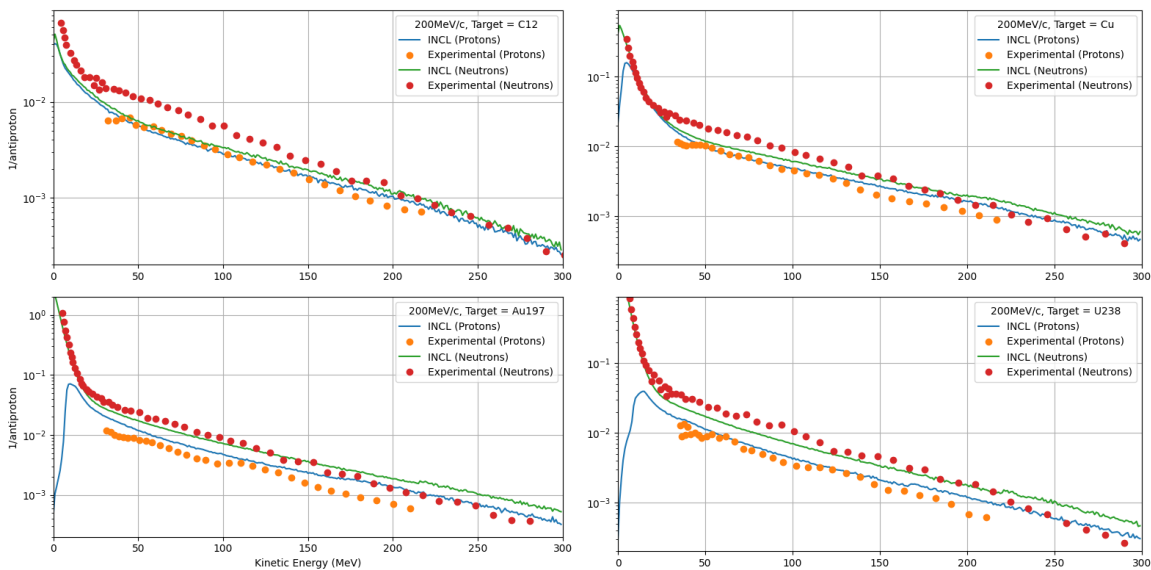 200MeV/c, Target = C12
INCL (Protons)
Experimental (Protons)
INCL (Neutrons)
Experimental (Neutrons)
1/antiproton
10⁻²
10⁻³
0 50 100 150 200 250 300
200MeV/c, Target = Cu
INCL (Protons)
Experimental (Protons)
INCL (Neutrons)
Experimental (Neutrons)
10⁻¹
10⁻²
10⁻³
0 50 100 150 200 250 300
200MeV/c, Target = Au197
INCL (Protons)
Experimental (Protons)
INCL (Neutrons)
Experimental (Neutrons)
1/antiproton
10⁰
10⁻¹
10⁻²
10⁻³
0 50 100 150 200 250 300
Kinetic Energy (MeV)
200MeV/c, Target = U238
INCL (Protons)
Experimental (Protons)
INCL (Neutrons)
Experimental (Neutrons)
10⁻¹
10⁻²
10⁻³
0 50 100 150 200 250 300